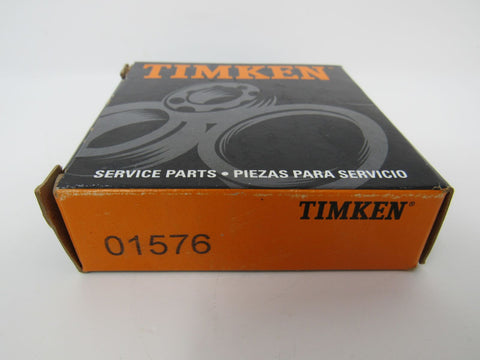 TIMKEN
SERVICE PARTS • PIEZAS PARA SERVICIO
TIMKEN®
01576